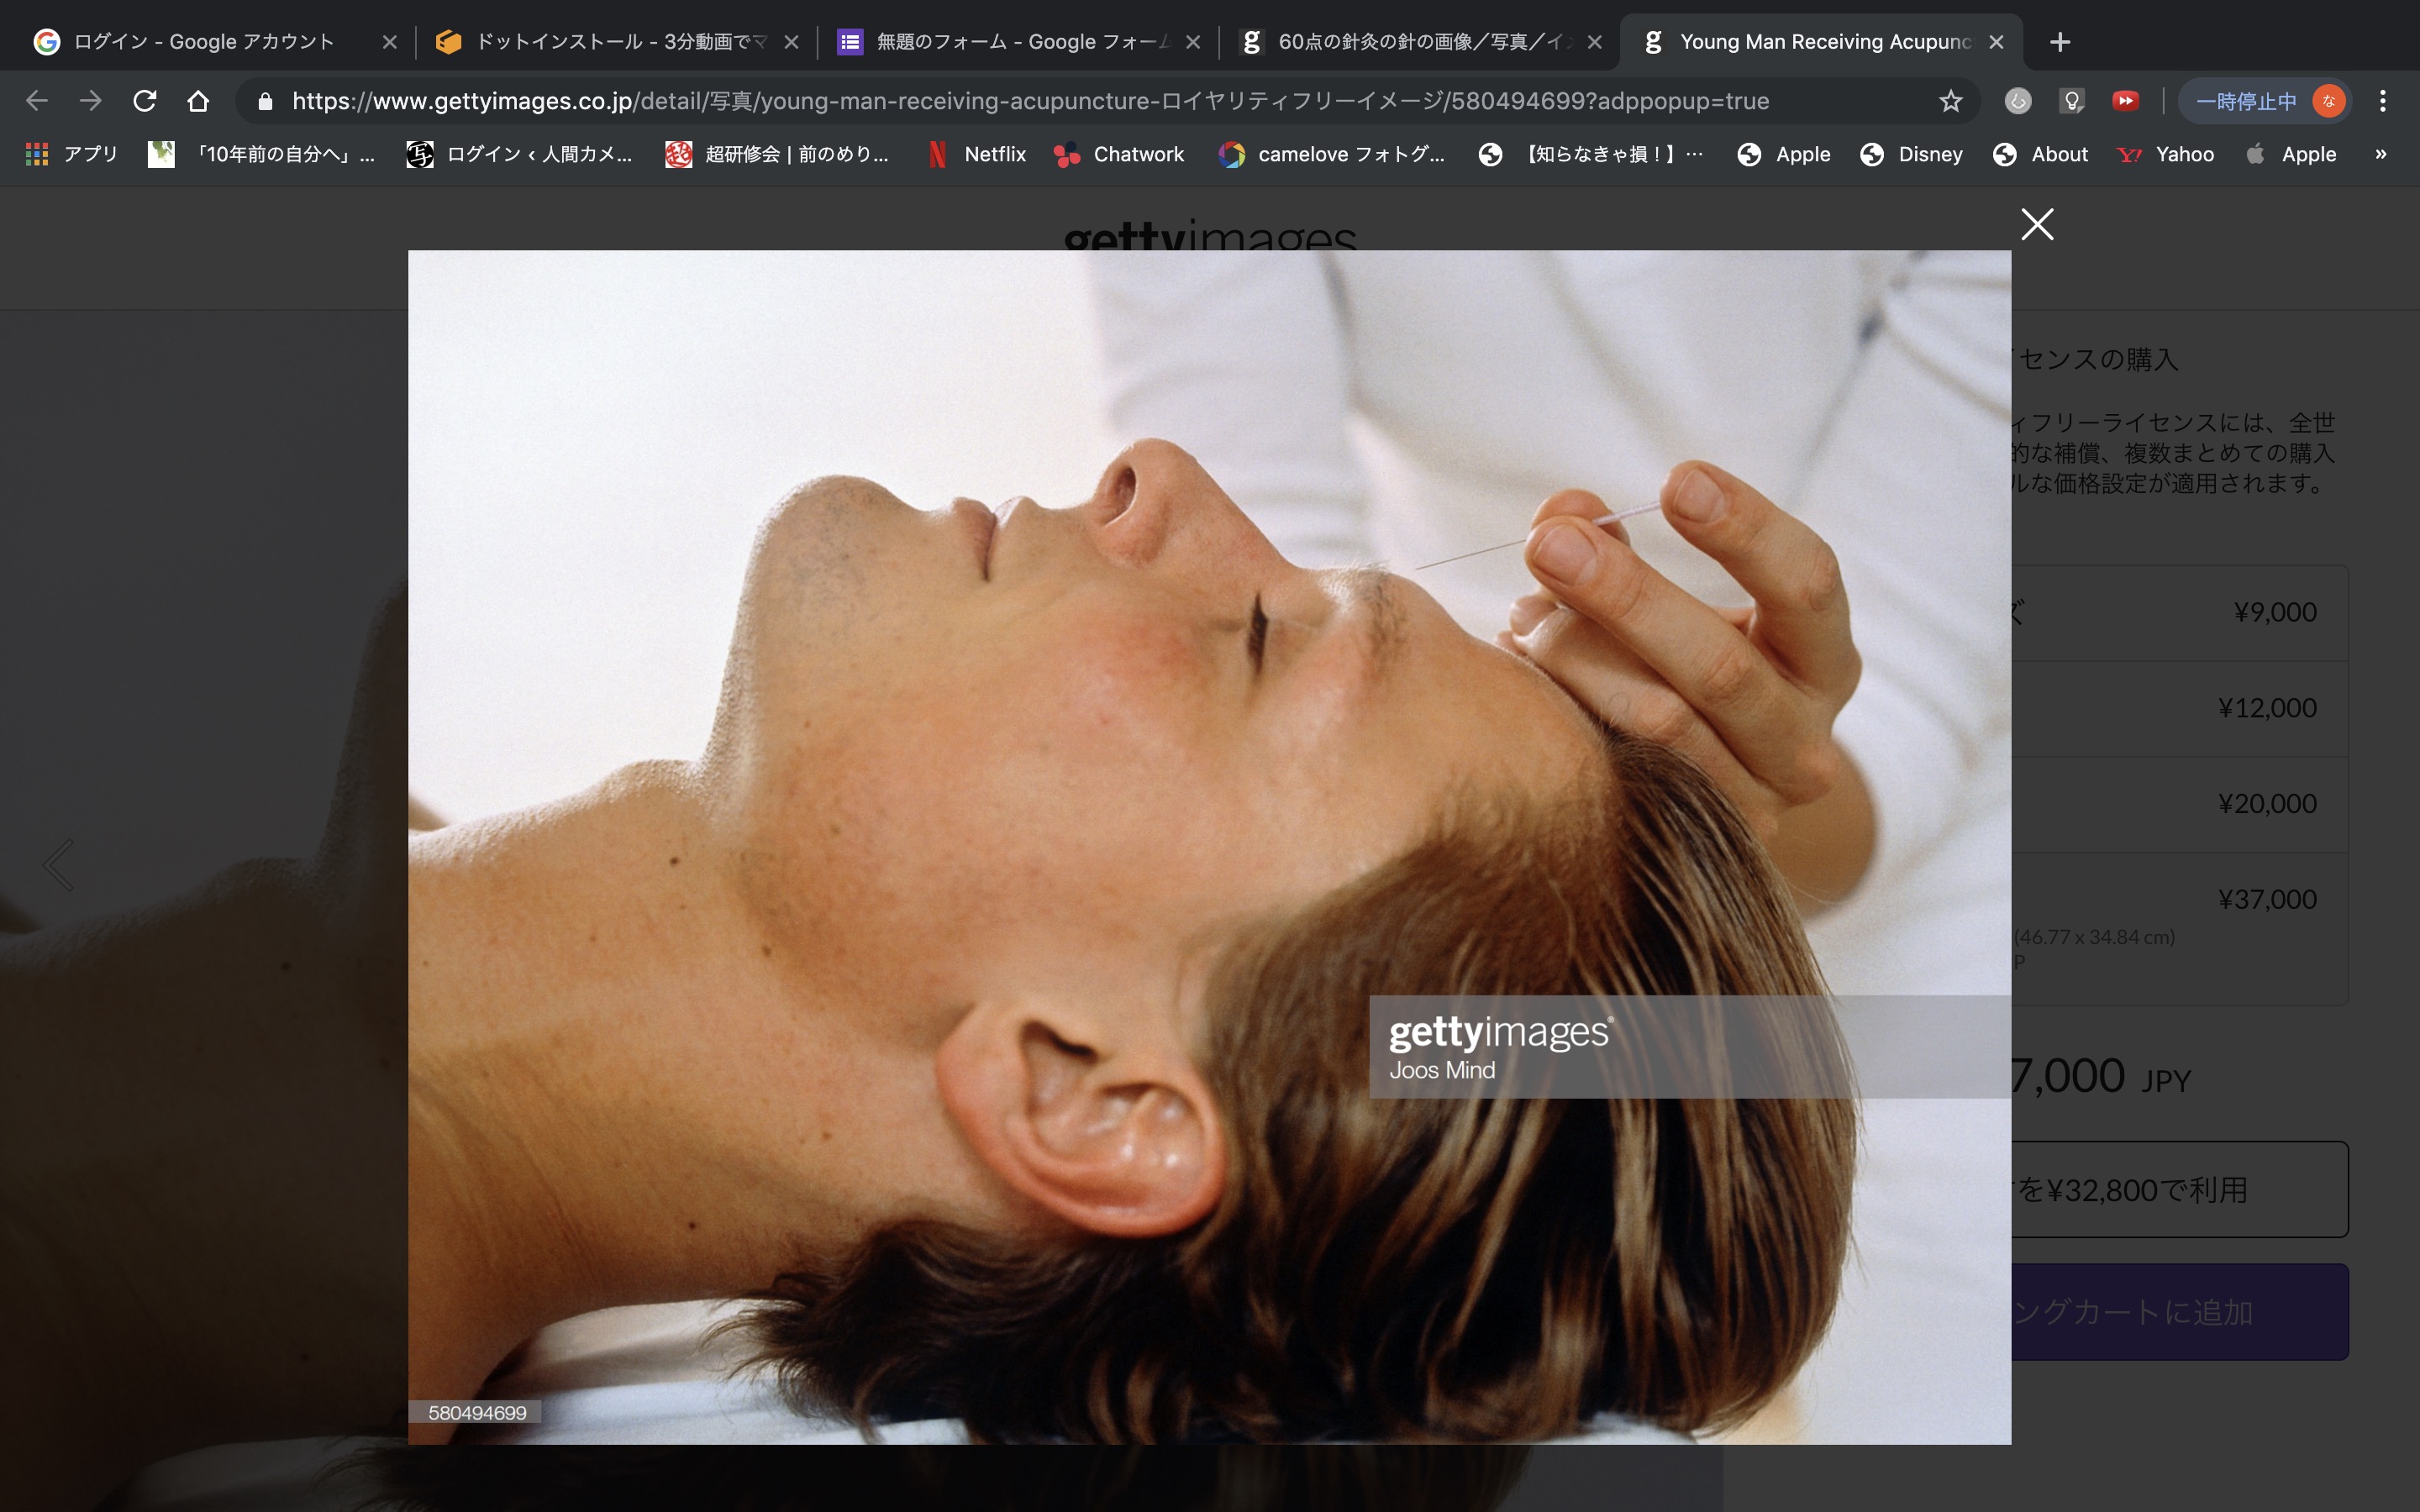 ログイン - Google アカウント
ドットインストール - 3分動画でマ
無題のフォーム - Google フォーム
60点の針灸の針の画像／写真／イ
Young Man Receiving Acupunc
https://www.gettyimages.co.jp/detail/写真/young-man-receiving-acupuncture-ロイヤリティフリーイメージ/580494699?adppopup=true
一時停止中
な
アプリ
「10年前の自分へ」...
ログイン ‹ 人間カメ...
超研修会 | 前のめり...
Netflix
Chatwork
camelove フォトグ...
【知らなきゃ損！】…
Apple
Disney
About
Yahoo
Apple
»
gettyimages
センスの購入
ィフリーライセンスには、全世
的な補償、複数まとめての購入
ルな価格設定が適用されます。
ズ
¥9,000
¥12,000
¥20,000
¥37,000
(46.77 x 34.84 cm)
P
gettyimages®
Joos Mind
7,000 JPY
を¥32,800で利用
ングカートに追加
580494699